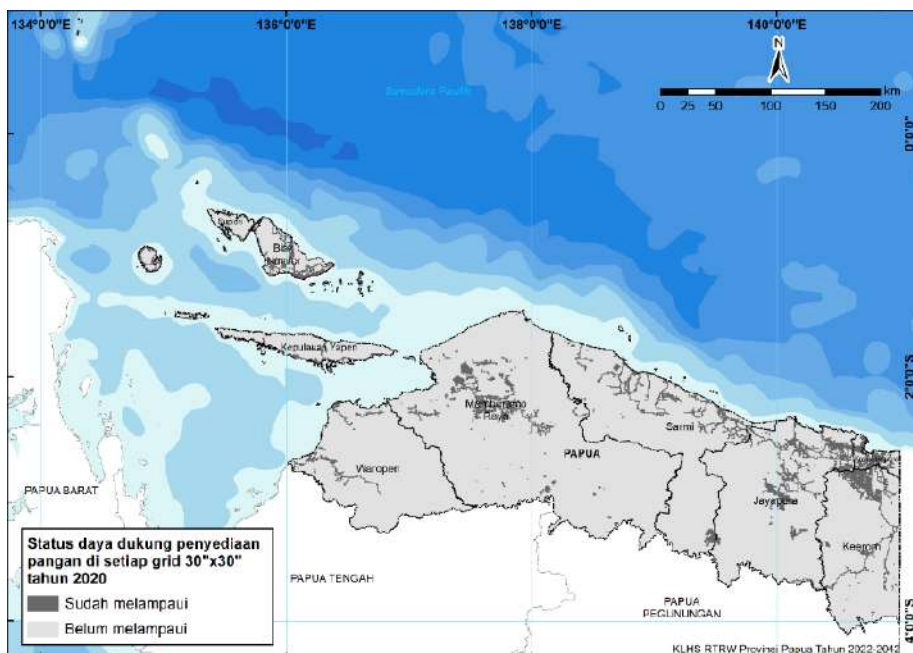 134°0'0"E 136°0'0"E 138°0'0"E 140°0'0"E
N
km
0 25 50 100 150 200
Samudera Pasifik
0°0'0"
Supiori
Biak
Numfor
Kepulauan Yapen
2°0'0"S
Mamberamo
Raya
Sarmi
PAPUA
Waropen
Jayapura
Keerom
PAPUA BARAT
Status daya dukung penyediaan
pangan di setiap grid 30"x30"
tahun 2020
Sudah melampaui
Belum melampaui
PAPUA TENGAH
PAPUA
PEGUNUNGAN
4°0'0"S
KLHS RTRW Provinsi Papua Tahun 2022-2042